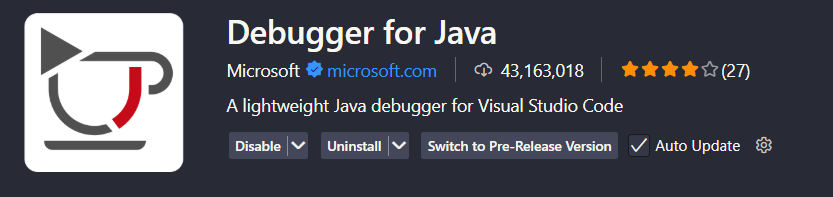 Debugger for Java
Microsoft microsoft.com 43,163,018 (27)
A lightweight Java debugger for Visual Studio Code
Disable Uninstall Switch to Pre-Release Version Auto Update